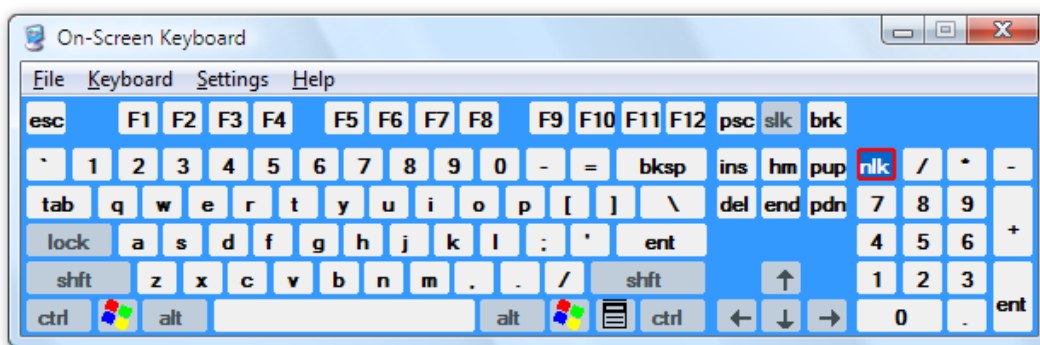 On-Screen Keyboard
File Keyboard Settings Help
esc F1 F2 F3 F4 F5 F6 F7 F8 F9 F10 F11 F12 psc slk brk
` 1 2 3 4 5 6 7 8 9 0 - = bksp ins hm pup nlk / * -
tab q w e r t y u i o p [ ] \ del end pdn 7 8 9 +
lock a s d f g h j k l ; ' ent 4 5 6
shft z x c v b n m , . / shft ↑ 1 2 3 ent
ctrl alt alt ctrl ← ↓ → 0 .